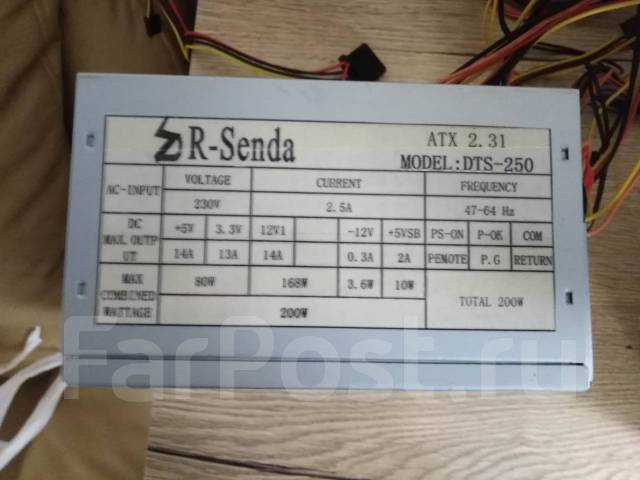 R-Senda
ATX 2.31
MODEL:DTS-250
AC-INPUT VOLTAGE CURRENT FREQUENCY
230V 2.5A 47-64 Hz
DC MAX. OUTP UT +5V 3.3V 12V1 -12V +5VSB PS-ON P-OK COM
14A 13A 14A 0.3A 2A PEMOTE P.G RETURN
MAX COMBINED WATTAGE 80W 168W 3.6W 10W TOTAL 200W
200W
FarPost.ru